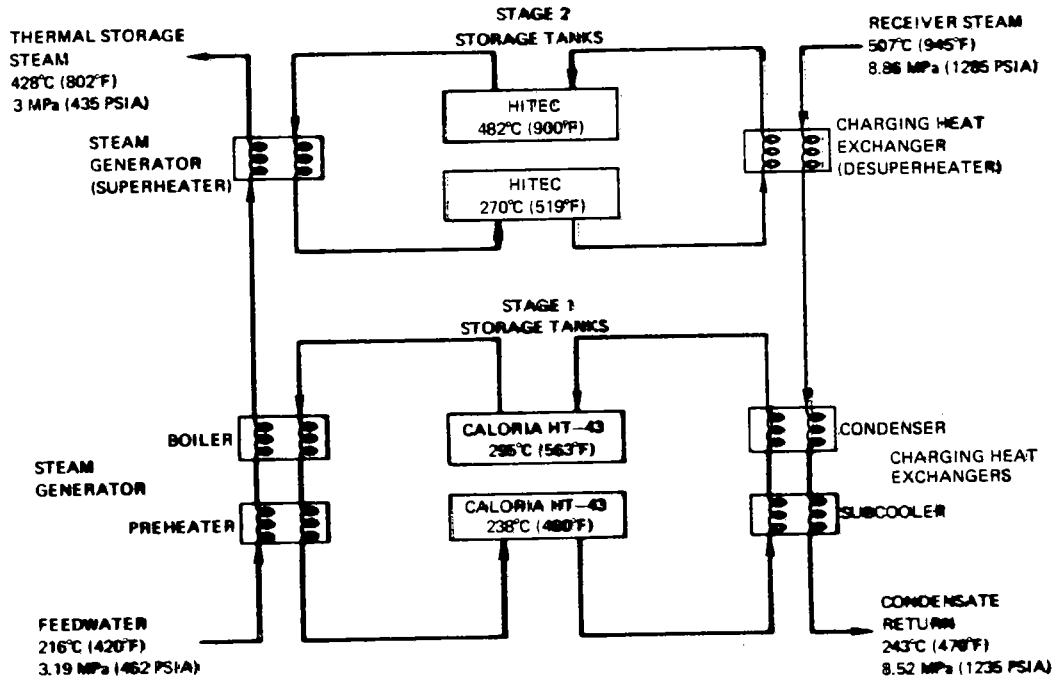 STAGE 2
STORAGE TANKS
THERMAL STORAGE
STEAM
428°C (802°F)
3 MPa (435 PSIA)
RECEIVER STEAM
507°C (945°F)
8.86 MPa (1285 PSIA)
HITEC
482°C (900°F)
STEAM
GENERATOR
(SUPERHEATER)
CHARGING HEAT
EXCHANGER
(DESUPERHEATER)
HITEC
270°C (519°F)
STAGE 1
STORAGE TANKS
BOILER
CALORIA HT-43
295°C (563°F)
CONDENSER
STEAM
GENERATOR
CHARGING HEAT
EXCHANGERS
PREHEATER
CALORIA HT-43
238°C (460°F)
SUBCOOLER
FEEDWATER
216°C (420°F)
3.19 MPa (462 PSIA)
CONDENSATE
RETURN
243°C (470°F)
8.52 MPa (1235 PSIA)